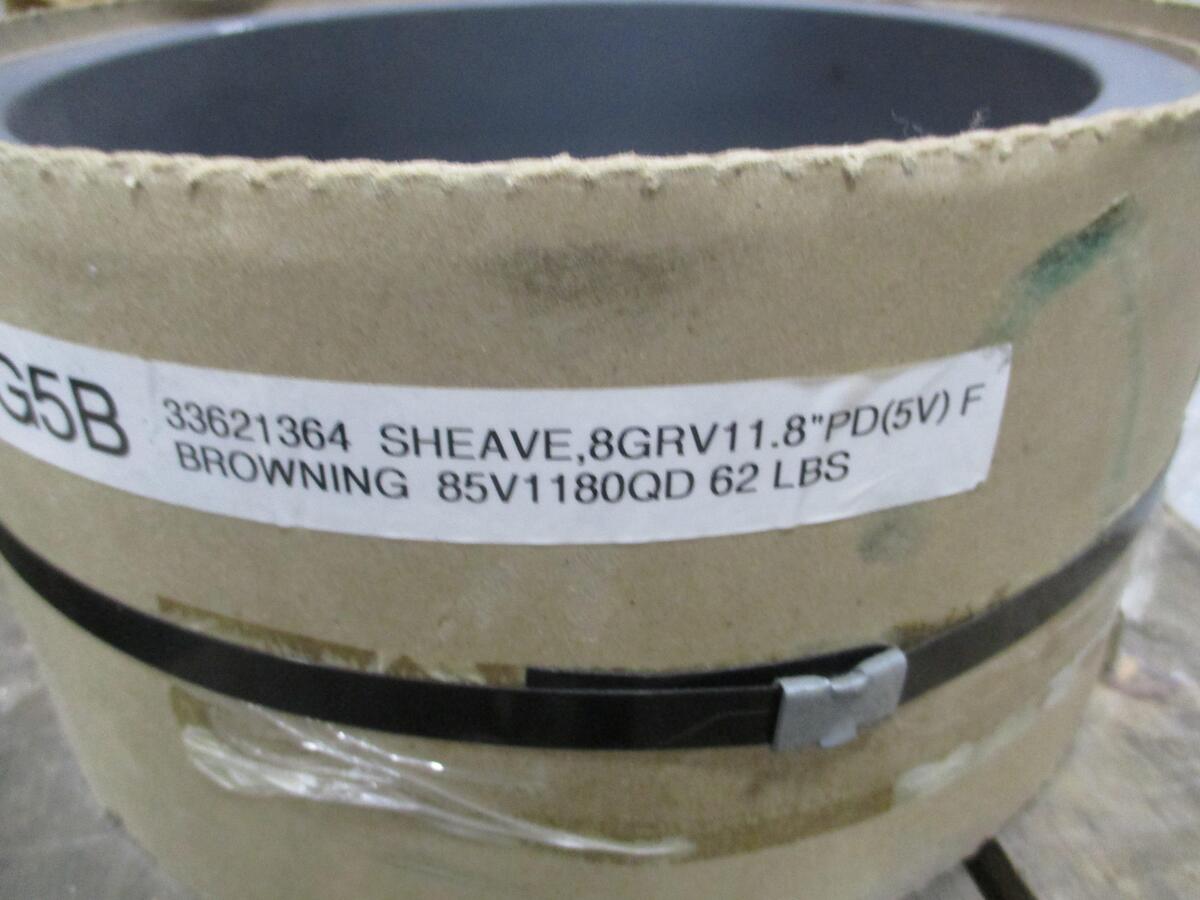 G5B
33621364 SHEAVE,8GRV11.8"PD(5V) F
BROWNING 85V1180QD 62 LBS